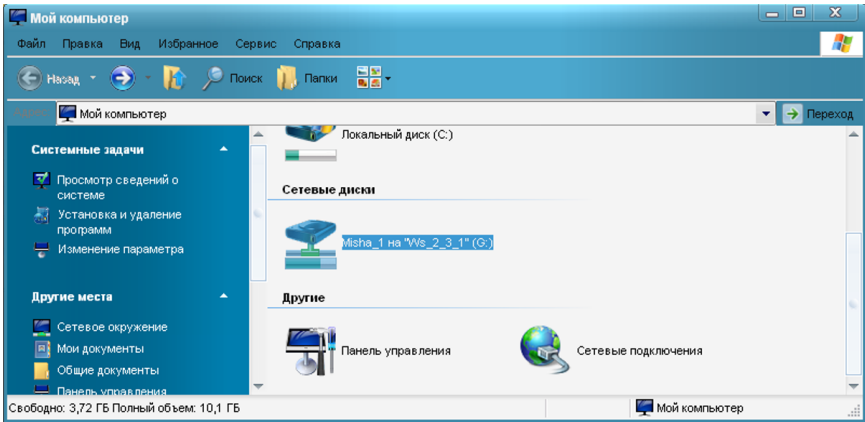 Мой компьютер
Файл Правка Вид Избранное Сервис Справка
Назад Поиск Папки
Мой компьютер Переход
Системные задачи
Просмотр сведений о
системе
Установка и удаление
программ
Изменение параметра
Другие места
Сетевое окружение
Мои документы
Общие документы
Панель управления
Локальный диск (C:)
Сетевые диски
Misha_1 на "Ws_2_3_1" (G:)
Другие
Панель управления
Сетевые подключения
Свободно: 3,72 ГБ Полный объем: 10,1 ГБ
Мой компьютер